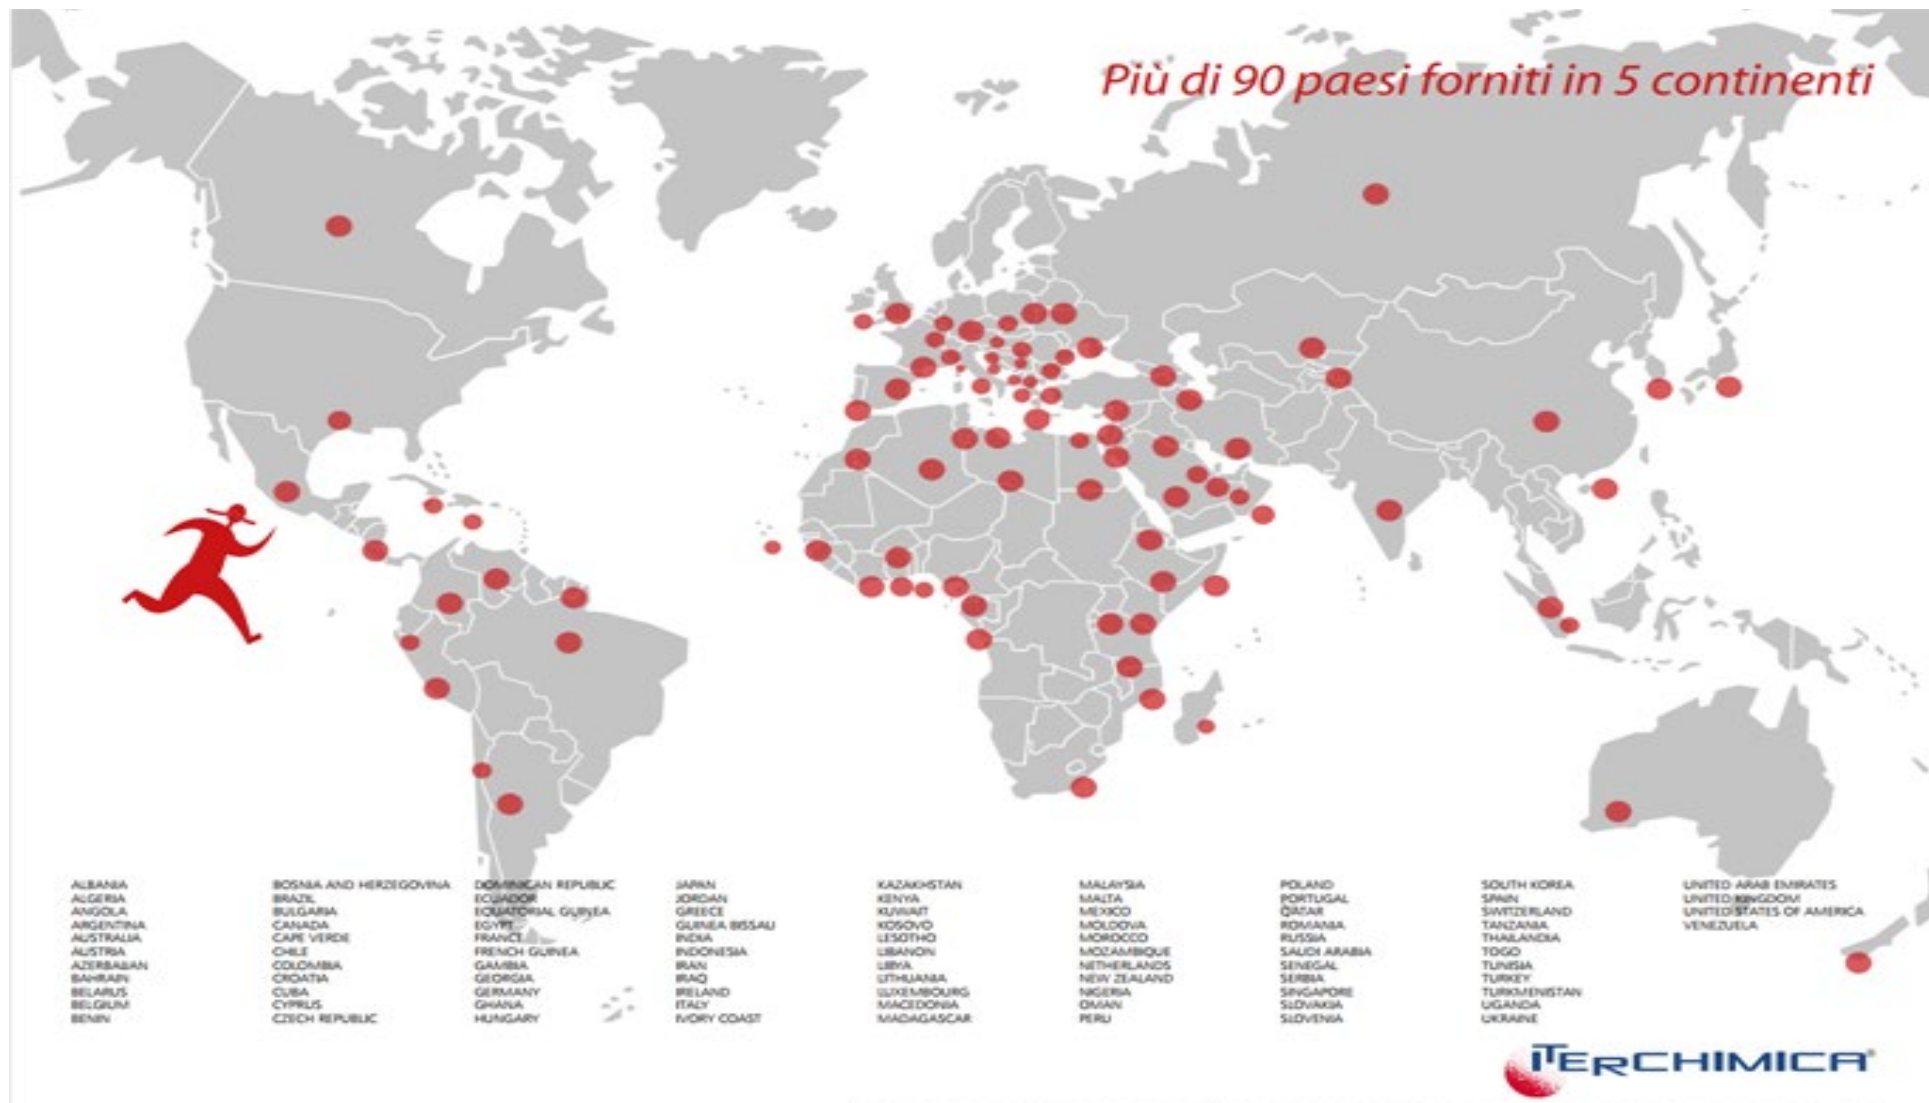 Più di 90 paesi forniti in 5 continenti
ALBANIA
ALGERIA
ANGOLA
ARGENTINA
AUSTRALIA
AUSTRIA
AZERBAIJAN
BAHRAIN
BELARUS
BELGIUM
BENIN
BOSNIA AND HERZEGOVINA
BRAZIL
BULGARIA
CANADA
CAPE VERDE
CHILE
COLOMBIA
CROATIA
CUBA
CYPRUS
CZECH REPUBLIC
DOMINICAN REPUBLIC
ECUADOR
EQUATORIAL GUINEA
EGYPT
FRANCE
FRENCH GUINEA
GAMBIA
GEORGIA
GERMANY
GHANA
HUNGARY
JAPAN
JORDAN
GREECE
GUINEA BISSAU
INDIA
INDONESIA
IRAN
IRAQ
IRELAND
ITALY
IVORY COAST
KAZAKHSTAN
KENYA
KUWAIT
KOSOVO
LESOTHO
LIBANON
LIBYA
LITHUANIA
LUXEMBOURG
MACEDONIA
MADAGASCAR
MALAYSIA
MALTA
MEXICO
MOLDOVA
MOROCCO
MOZAMBIQUE
NETHERLANDS
NEW ZEALAND
NIGERIA
OMAN
PERU
POLAND
PORTUGAL
QATAR
ROMANIA
RUSSIA
SAUDI ARABIA
SENEGAL
SERBIA
SINGAPORE
SLOVAKIA
SLOVENIA
SOUTH KOREA
SPAIN
SWITZERLAND
TANZANIA
THAILANDIA
TOGO
TUNISIA
TURKEY
TURKMENISTAN
UGANDA
UKRAINE
UNITED ARAB EMIRATES
UNITED KINGDOM
UNITED STATES OF AMERICA
VENEZUELA
ITERCHIMICA®